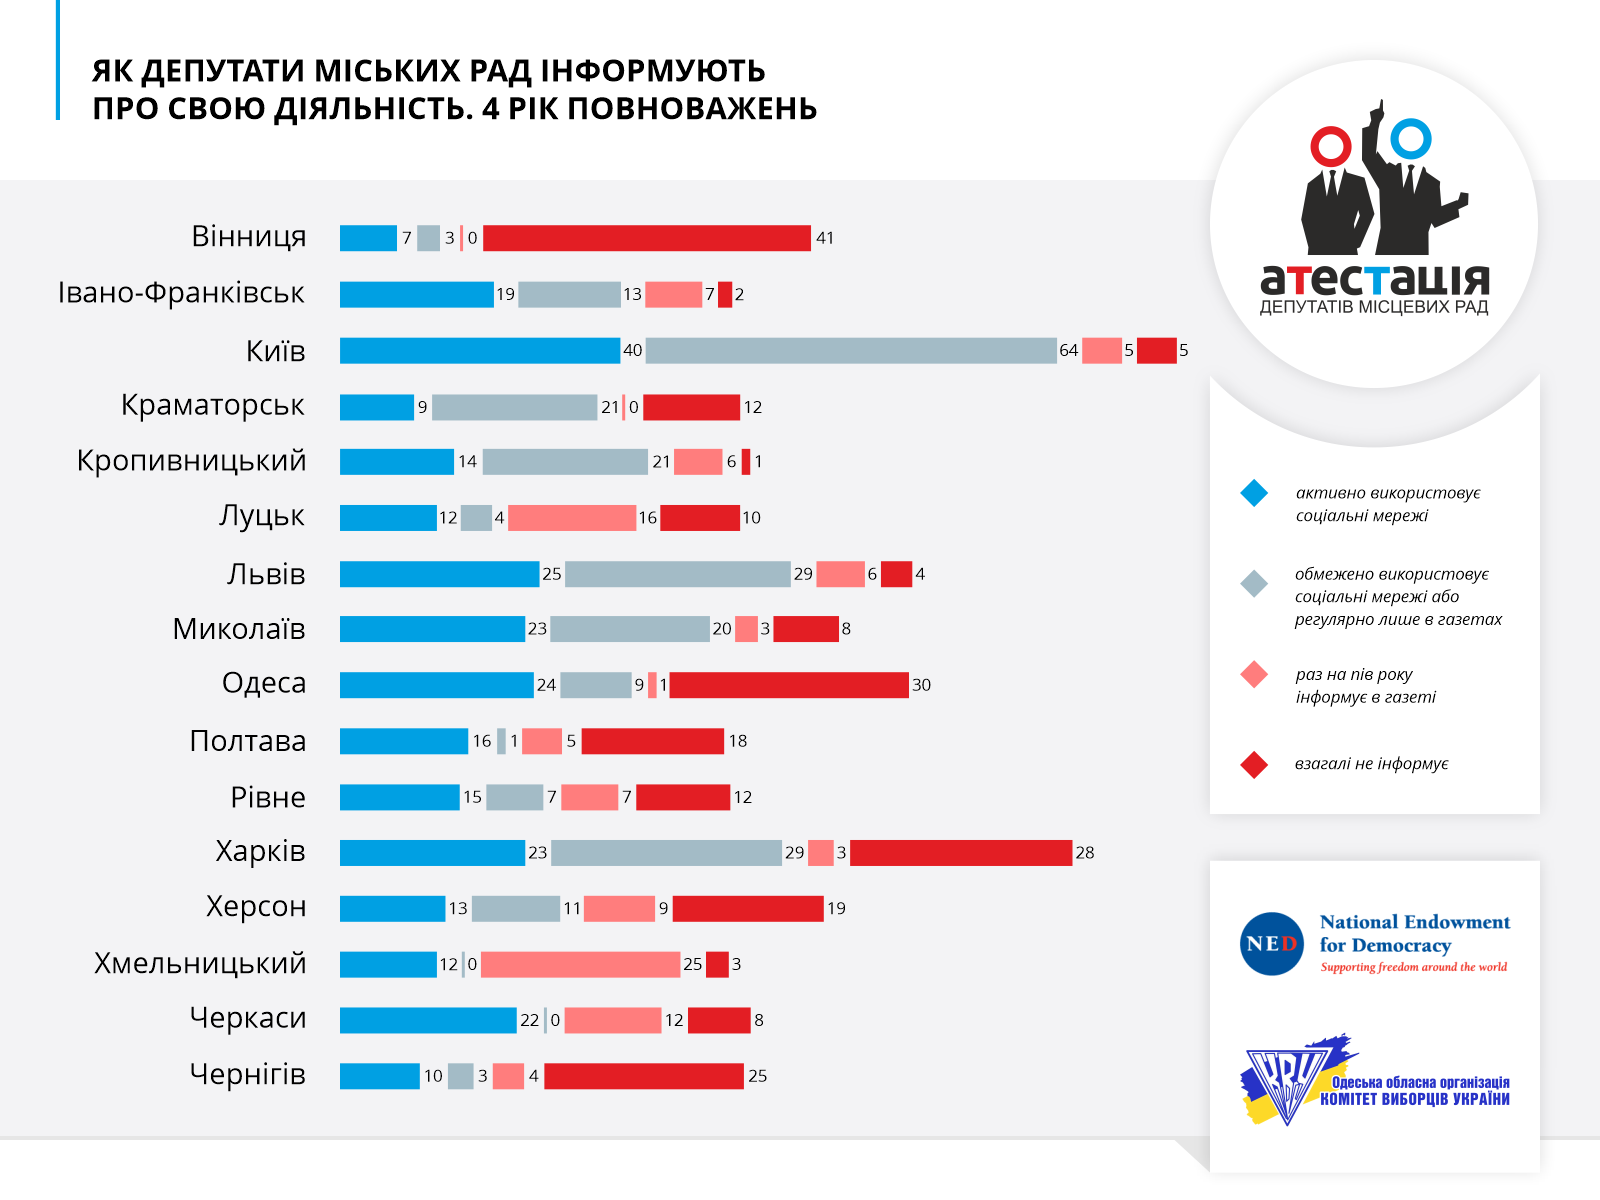 ЯК ДЕПУТАТИ МІСЬКИХ РАД ІНФОРМУЮТЬ
ПРО СВОЮ ДІЯЛЬНІСТЬ. 4 РІК ПОВНОВАЖЕНЬ
Вінниця 7 3 0 41
Івано-Франківськ 19 13 7 2
Київ 40 64 5 5
Краматорськ 9 21 0 12
Кропивницький 14 21 6 1
Луцьк 12 4 16 10
Львів 25 29 6 4
Миколаїв 23 20 3 8
Одеса 24 9 1 30
Полтава 16 1 5 18
Рівне 15 7 7 12
Харків 23 29 3 28
Херсон 13 11 9 19
Хмельницький 12 0 25 3
Черкаси 22 0 12 8
Чернігів 10 3 4 25
атестація
ДЕПУТАТІВ МІСЦЕВИХ РАД
активно використовує
соціальні мережі
обмежено використовує
соціальні мережі або
регулярно лише в газетах
раз на пів року
інформує в газеті
взагалі не інформує
NED
National Endowment
for Democracy
Supporting freedom around the world
КВУ
Одеська обласна організація
КОМІТЕТ ВИБОРЦІВ УКРАЇНИ